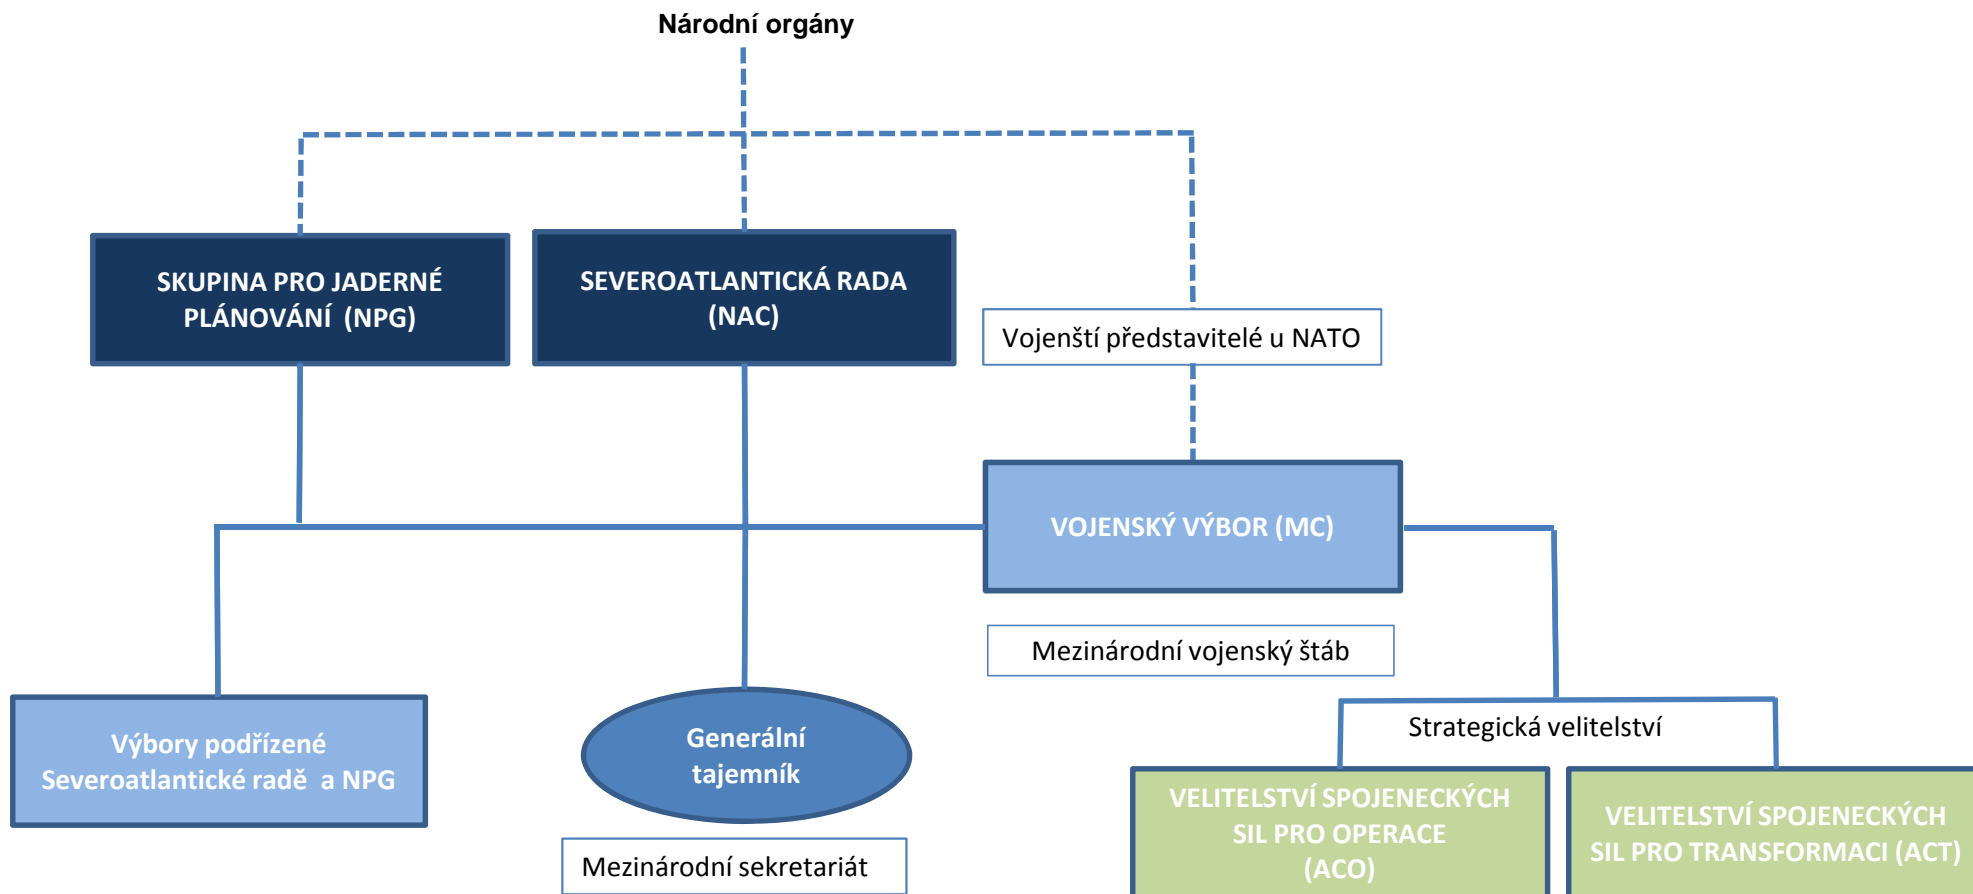 Národní orgány
SKUPINA PRO JADERNÉ
PLÁNOVÁNÍ (NPG)
SEVEROATLANTICKÁ RADA
(NAC)
Vojenští představitelé u NATO
VOJENSKÝ VÝBOR (MC)
Mezinárodní vojenský štáb
Výbory podřízené
Severoatlantické radě a NPG
Generální
tajemník
Mezinárodní sekretariát
Strategická velitelství
VELITELSTVÍ SPOJENECKÝCH
SIL PRO OPERACE
(ACO)
VELITELSTVÍ SPOJENECKÝCH
SIL PRO TRANSFORMACI (ACT)